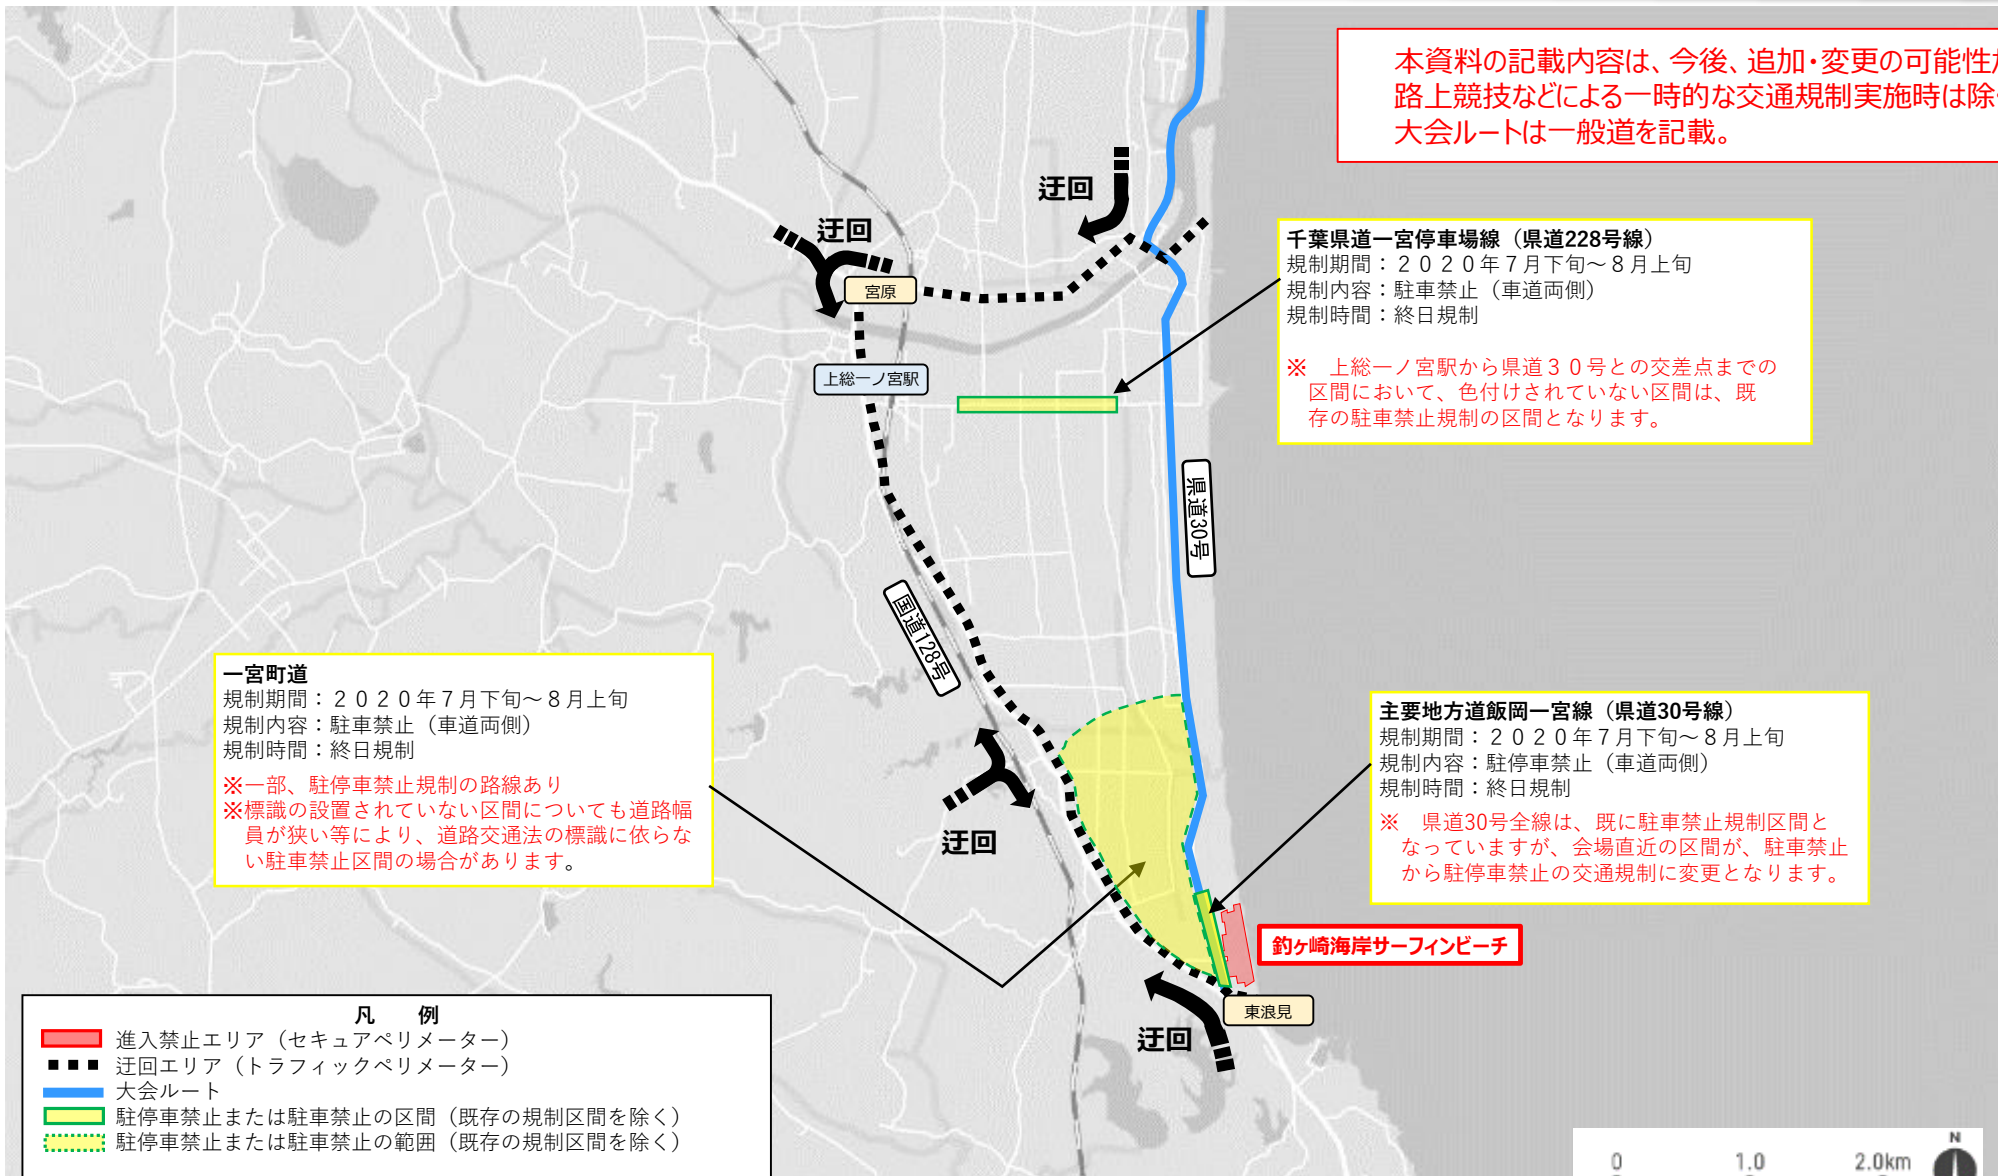 本資料の記載内容は、今後、追加・変更の可能性が
路上競技などによる一時的な交通規制実施時は除
大会ルートは一般道を記載。
迂回
迂回
宮原
上総一ノ宮駅
千葉県道一宮停車場線（県道228号線）
規制期間：２０２０年７月下旬～８月上旬
規制内容：駐車禁止（車道両側）
規制時間：終日規制
※　上総一ノ宮駅から県道３０号との交差点までの
区間において、色付けされていない区間は、既
存の駐車禁止規制の区間となります。
県道30号
国道128号
一宮町道
規制期間：２０２０年７月下旬～８月上旬
規制内容：駐車禁止（車道両側）
規制時間：終日規制
※一部、駐停車禁止規制の路線あり
※標識の設置されていない区間についても道路幅
員が狭い等により、道路交通法の標識に依らな
い駐車禁止区間の場合があります。
迂回
主要地方道飯岡一宮線（県道30号線）
規制期間：２０２０年７月下旬～８月上旬
規制内容：駐停車禁止（車道両側）
規制時間：終日規制
※　県道30号全線は、既に駐車禁止規制区間と
なっていますが、会場直近の区間が、駐車禁止
から駐停車禁止の交通規制に変更となります。
釣ヶ崎海岸サーフィンビーチ
東浪見
迂回
凡　例
進入禁止エリア（セキュアペリメーター）
迂回エリア（トラフィックペリメーター）
大会ルート
駐停車禁止または駐車禁止の区間（既存の規制区間を除く）
駐停車禁止または駐車禁止の範囲（既存の規制区間を除く）
0 1.0 2.0km
N